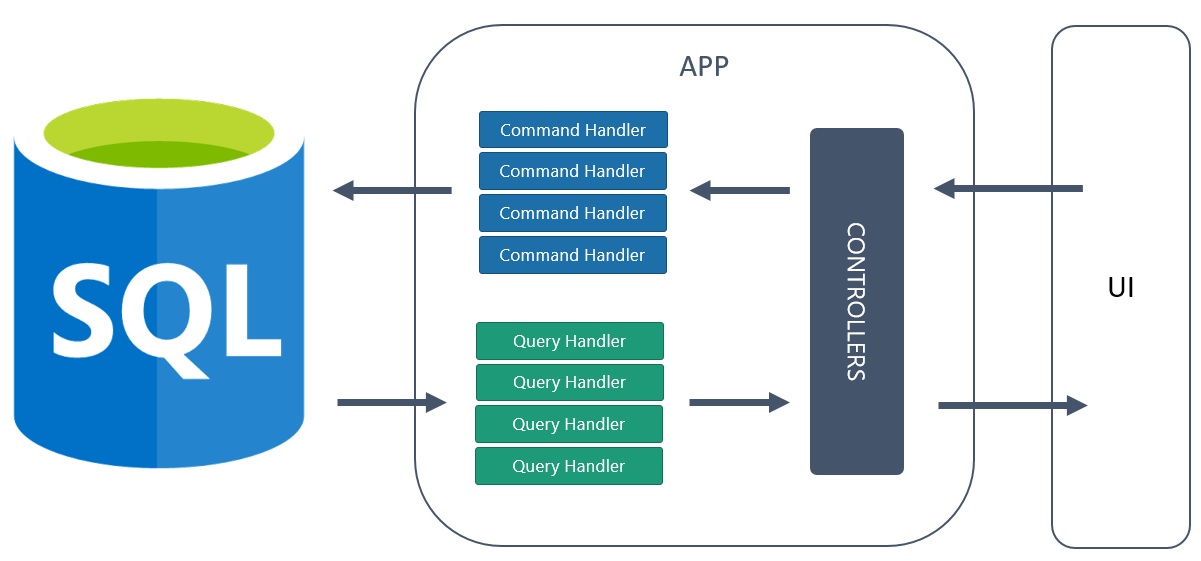 APP
Command Handler
Command Handler
Command Handler
Command Handler
CONTROLLERS
SQL
UI
Query Handler
Query Handler
Query Handler
Query Handler